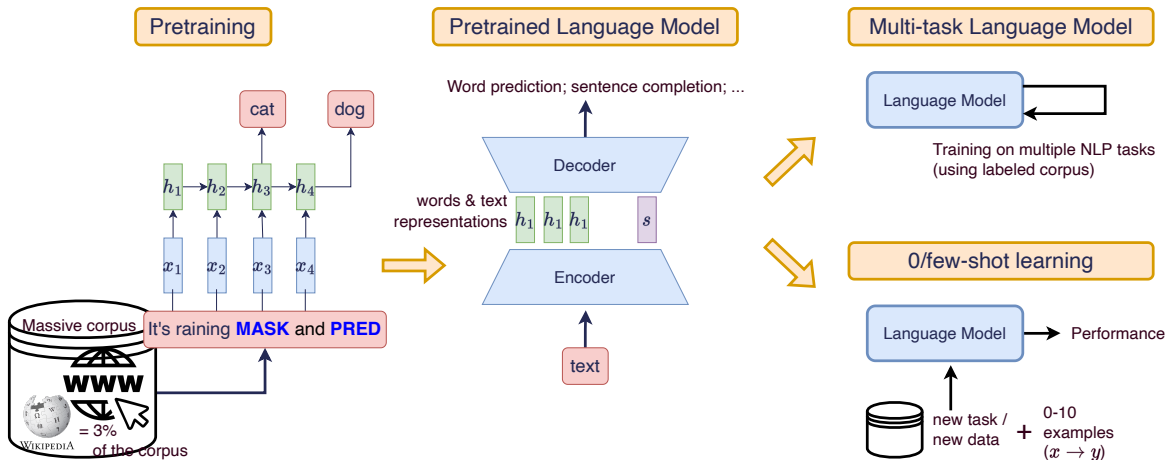 Pretraining
cat
dog
h₁
h₂
h₃
h₄
x₁
x₂
x₃
x₄
It's raining MASK and PRED
Massive corpus
www
WIKIPEDIA
= 3%
of the corpus
Pretrained Language Model
Word prediction; sentence completion; ...
Decoder
words & text
representations
h₁ h₁ h₁ s
Encoder
text
Multi-task Language Model
Language Model
Training on multiple NLP tasks
(using labeled corpus)
0/few-shot learning
Language Model
Performance
new task /
new data
+
0-10
examples
(x → y)